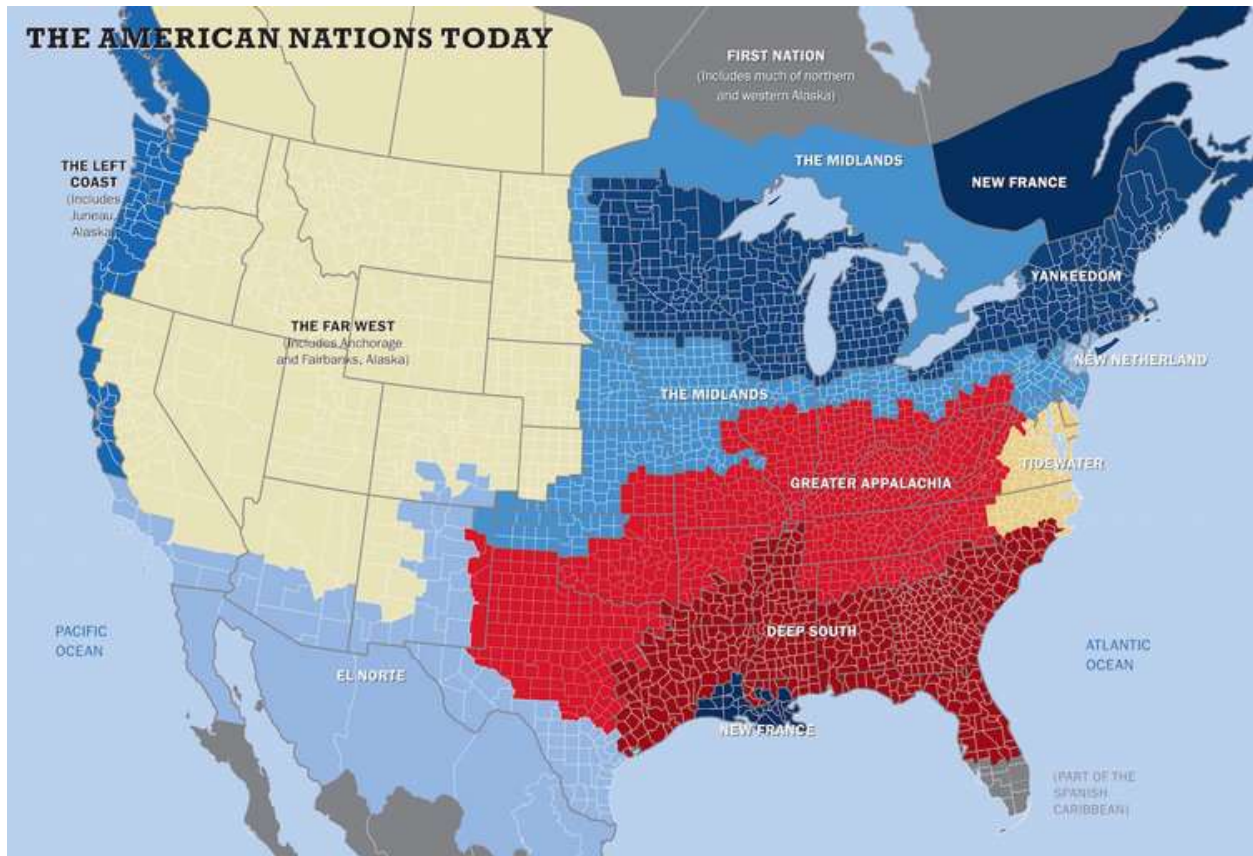 THE AMERICAN NATIONS TODAY
FIRST NATION
(Includes much of northern
and western Alaska)
THE LEFT
COAST
(Includes
Juneau,
Alaska)
THE MIDLANDS
NEW FRANCE
YANKEEDOM
THE FAR WEST
(Includes Anchorage
and Fairbanks, Alaska)
NEW NETHERLAND
THE MIDLANDS
TIDEWATER
GREATER APPALACHIA
PACIFIC
OCEAN
DEEP SOUTH
ATLANTIC
OCEAN
EL NORTE
NEW FRANCE
(PART OF THE
SPANISH
CARIBBEAN)